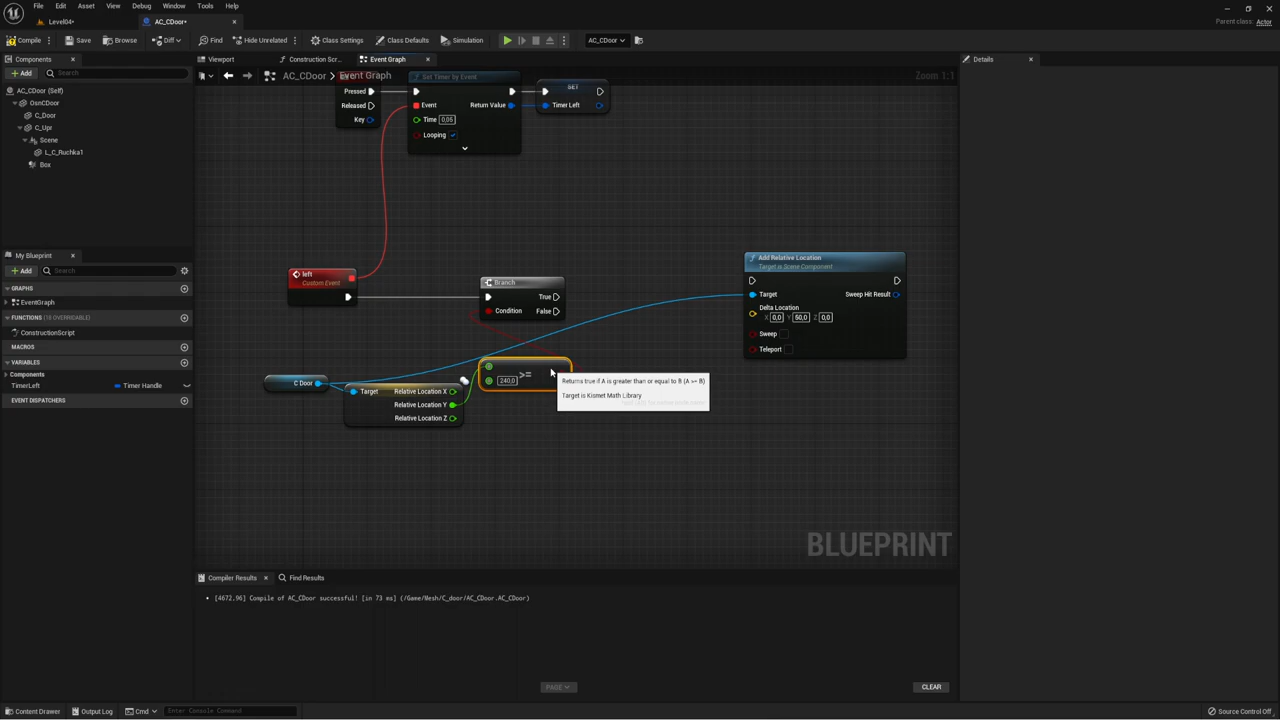 File Edit Asset View Debug Window Tools Help
Level04•
AC_CDoor•
Parent class: Actor
Compile Save Browse Diff Find Hide Unrelated Class Settings Class Defaults Simulation AC_CDoor
Components
Add Search
AC_CDoor (Self)
OsnCDoor
C_Door
C_Upr
Scene
L_C_Ruchka1
Box
My Blueprint
Add Search
GRAPHS
EventGraph
FUNCTIONS (18 OVERRIDABLE)
ConstructionScript
MACROS
VARIABLES
Components
TimerLeft Timer Handle
EVENT DISPATCHERS
Viewport Construction Scr... Event Graph
AC_CDoor Event Graph
Zoom 1:1
Pressed
Released
Key
Set Timer by Event
Event Return Value
Time 0,05
Looping
SET
Timer Left
left
Custom Event
Branch
True
Condition False
Add Relative Location
Target is Scene Component
Target Sweep Hit Result
Delta Location
X 0,0 Y 50,0 Z 0,0
Sweep
Teleport
C Door
Target Relative Location X
Relative Location Y
Relative Location Z
240,0 >=
Returns true if A is greater than or equal to B (A >= B)
Target is Kismet Math Library
BLUEPRINT
Compiler Results Find Results
[4672,96] Compile of AC_CDoor successful! [in 73 ms] (/Game/Mesh/C_door/AC_CDoor.AC_CDoor)
PAGE
CLEAR
Details
Content Drawer Output Log Cmd Enter Console Command
Source Control Off